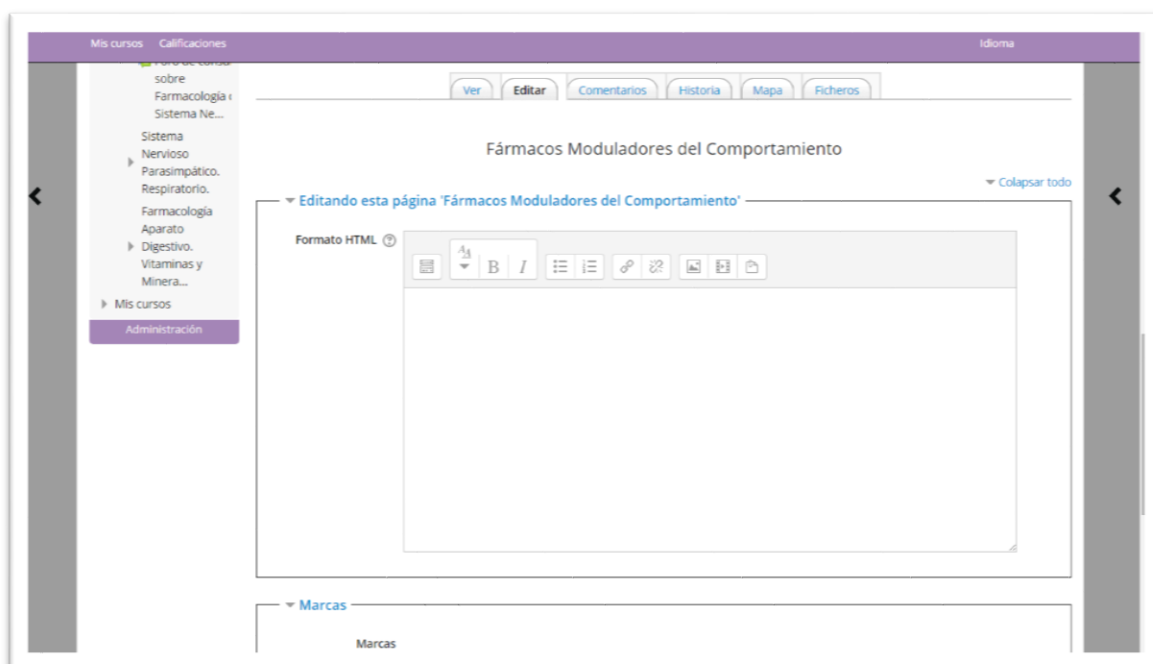 Mis cursos Calificaciones Idioma
sobre
Farmacología
Sistema Ne...
Sistema
Nervioso
Parasimpático.
Respiratorio.
Farmacología
Aparato
Digestivo.
Vitaminas y
Minera...
Mis cursos
Administración
Ver Editar Comentarios Historia Mapa Ficheros
Fármacos Moduladores del Comportamiento
Colapsar todo
Editando esta página 'Fármacos Moduladores del Comportamiento'
Formato HTML
B I
Marcas
Marcas